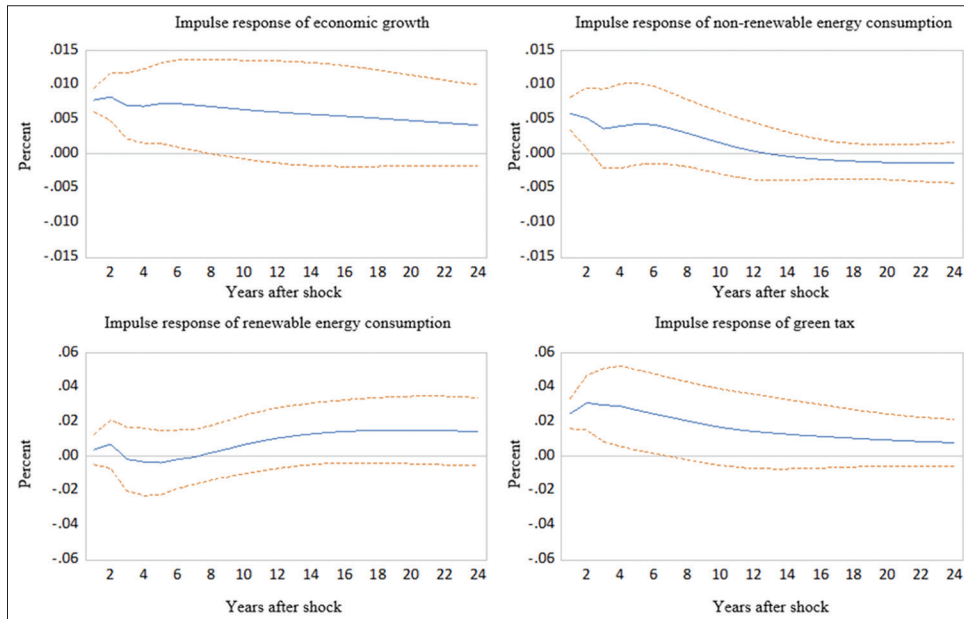 Impulse response of economic growth
.015
.010
.005
.000
-.005
-.010
-.015
Percent
2 4 6 8 10 12 14 16 18 20 22 24
Years after shock
Impulse response of non-renewable energy consumption
.015
.010
.005
.000
-.005
-.010
-.015
Percent
2 4 6 8 10 12 14 16 18 20 22 24
Years after shock
Impulse response of renewable energy consumption
.06
.04
.02
.00
-.02
-.04
-.06
Percent
2 4 6 8 10 12 14 16 18 20 22 24
Years after shock
Impulse response of green tax
.06
.04
.02
.00
-.02
-.04
-.06
Percent
2 4 6 8 10 12 14 16 18 20 22 24
Years after shock